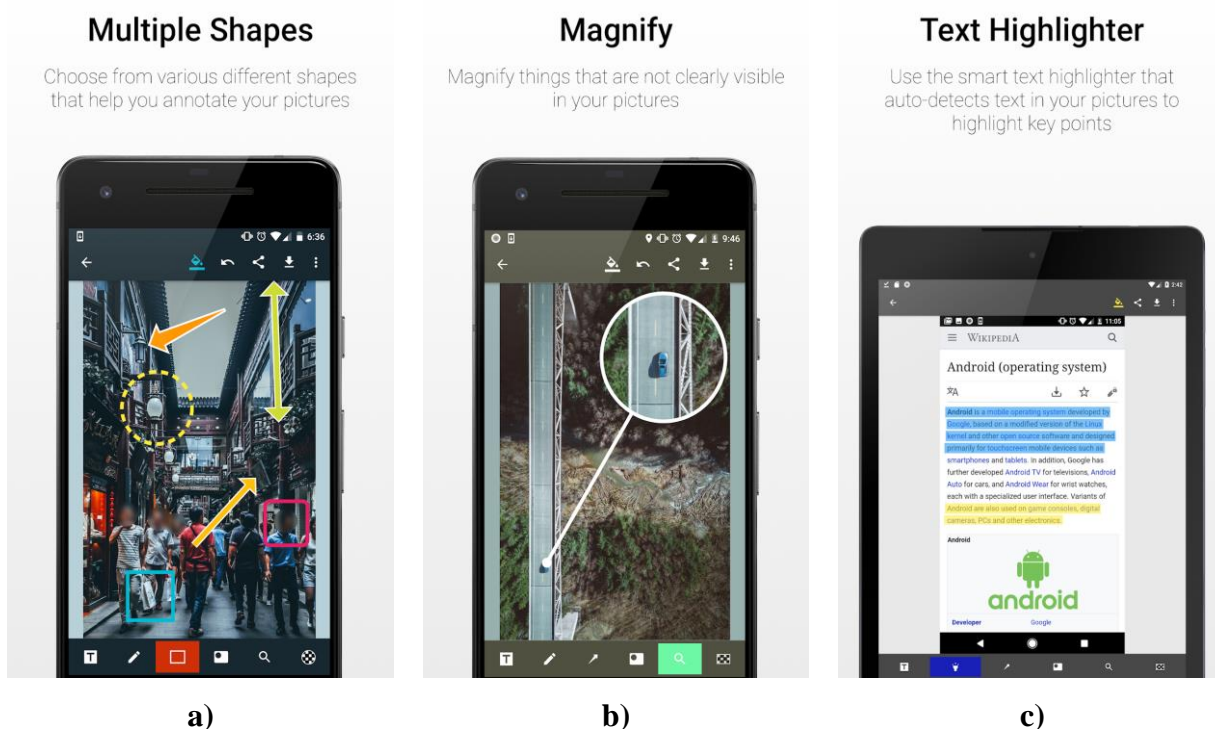 Multiple Shapes
Choose from various different shapes
that help you annotate your pictures
6:36
a)
Magnify
Magnify things that are not clearly visible
in your pictures
9:46
T
b)
Text Highlighter
Use the smart text highlighter that
auto-detects text in your pictures to
highlight key points
3:42
11:05
WIKIPEDIA
Android (operating system)
Android is a mobile operating system developed by
Google, based on a modified version of the Linux
kernel and other open source software and designed
primarily for touchscreen mobile devices such as
smartphones and tablets. In addition, Google has
further developed Android TV for televisions, Android
Auto for cars, and Android Wear for wrist watches,
each with a specialized user interface. Variants of
Android are also used on game consoles, digital
cameras, PCs and other electronics.
Android
android
Developer Google
c)